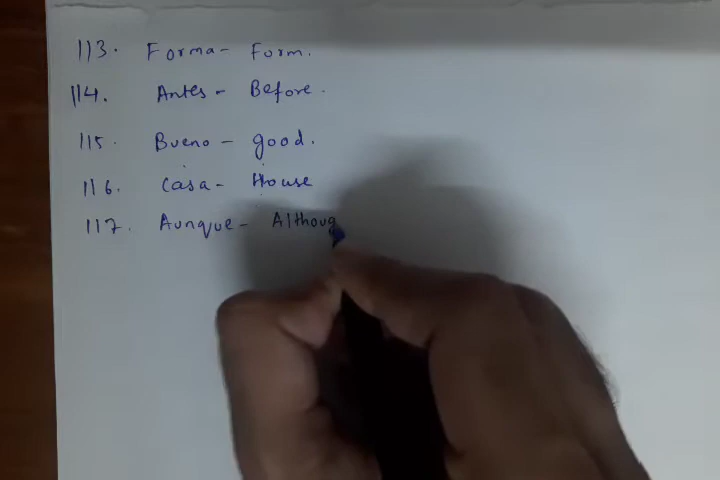 113. Forma - Form.
114. Antes - Before.
115. Bueno - good.
116. Casa - House
117. Aunque - Althoug